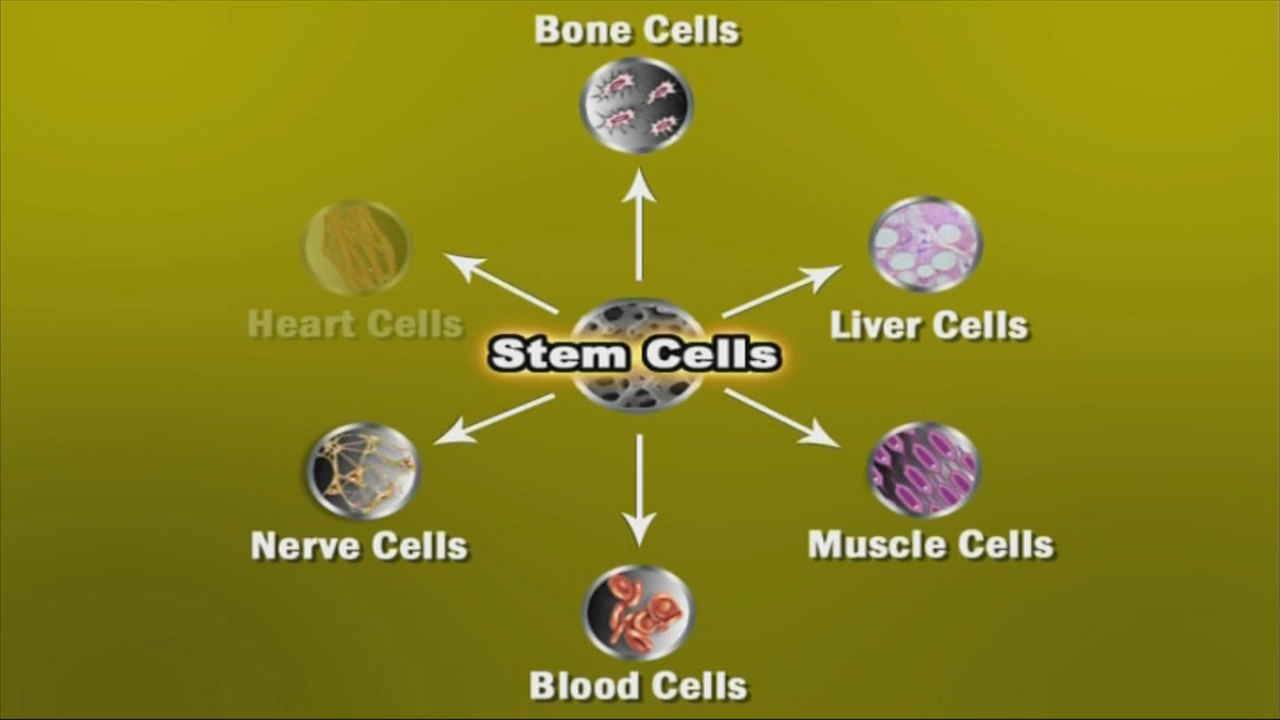 Bone Cells
Heart Cells
Liver Cells
Stem Cells
Nerve Cells
Muscle Cells
Blood Cells